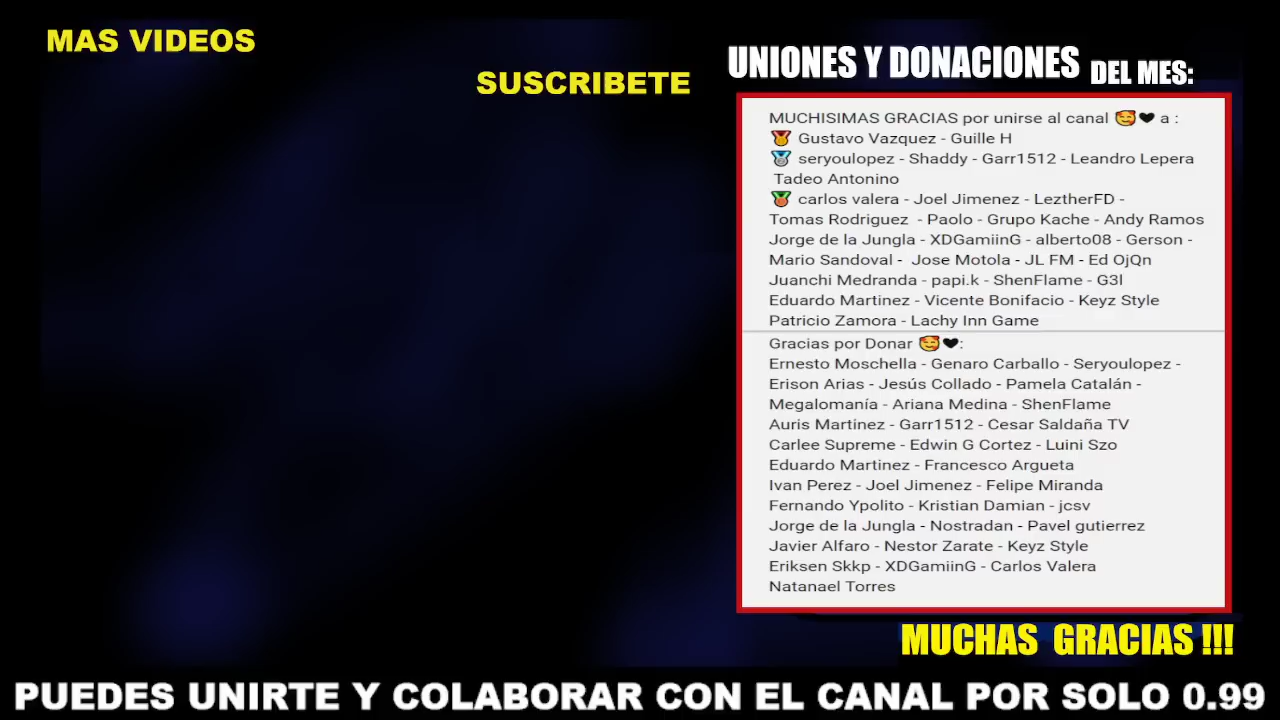 MAS VIDEOS
SUSCRIBETE
UNIONES Y DONACIONES DEL MES:
MUCHISIMAS GRACIAS por unirse al canal 🥰🖤 a :
🏅 Gustavo Vazquez - Guille H
🥈 seryoulopez - Shaddy - Garr1512 - Leandro Lepera
Tadeo Antonino
🥉 carlos valera - Joel Jimenez - LeztherFD -
Tomas Rodriguez - Paolo - Grupo Kache - Andy Ramos
Jorge de la Jungla - XDGamiinG - alberto08 - Gerson -
Mario Sandoval - Jose Motola - JL FM - Ed OjQn
Juanchi Medranda - papi.k - ShenFlame - G3l
Eduardo Martinez - Vicente Bonifacio - Keyz Style
Patricio Zamora - Lachy Inn Game
Gracias por Donar 🥰🖤:
Ernesto Moschella - Genaro Carballo - Seryoulopez -
Erison Arias - Jesús Collado - Pamela Catalán -
Megalomanía - Ariana Medina - ShenFlame
Auris Martinez - Garr1512 - Cesar Saldaña TV
Carlee Supreme - Edwin G Cortez - Luini Szo
Eduardo Martinez - Francesco Argueta
Ivan Perez - Joel Jimenez - Felipe Miranda
Fernando Ypolito - Kristian Damian - jcsv
Jorge de la Jungla - Nostradan - Pavel gutierrez
Javier Alfaro - Nestor Zarate - Keyz Style
Eriksen Skkp - XDGamiinG - Carlos Valera
Natanael Torres
MUCHAS GRACIAS !!!
PUEDES UNIRTE Y COLABORAR CON EL CANAL POR SOLO 0.99